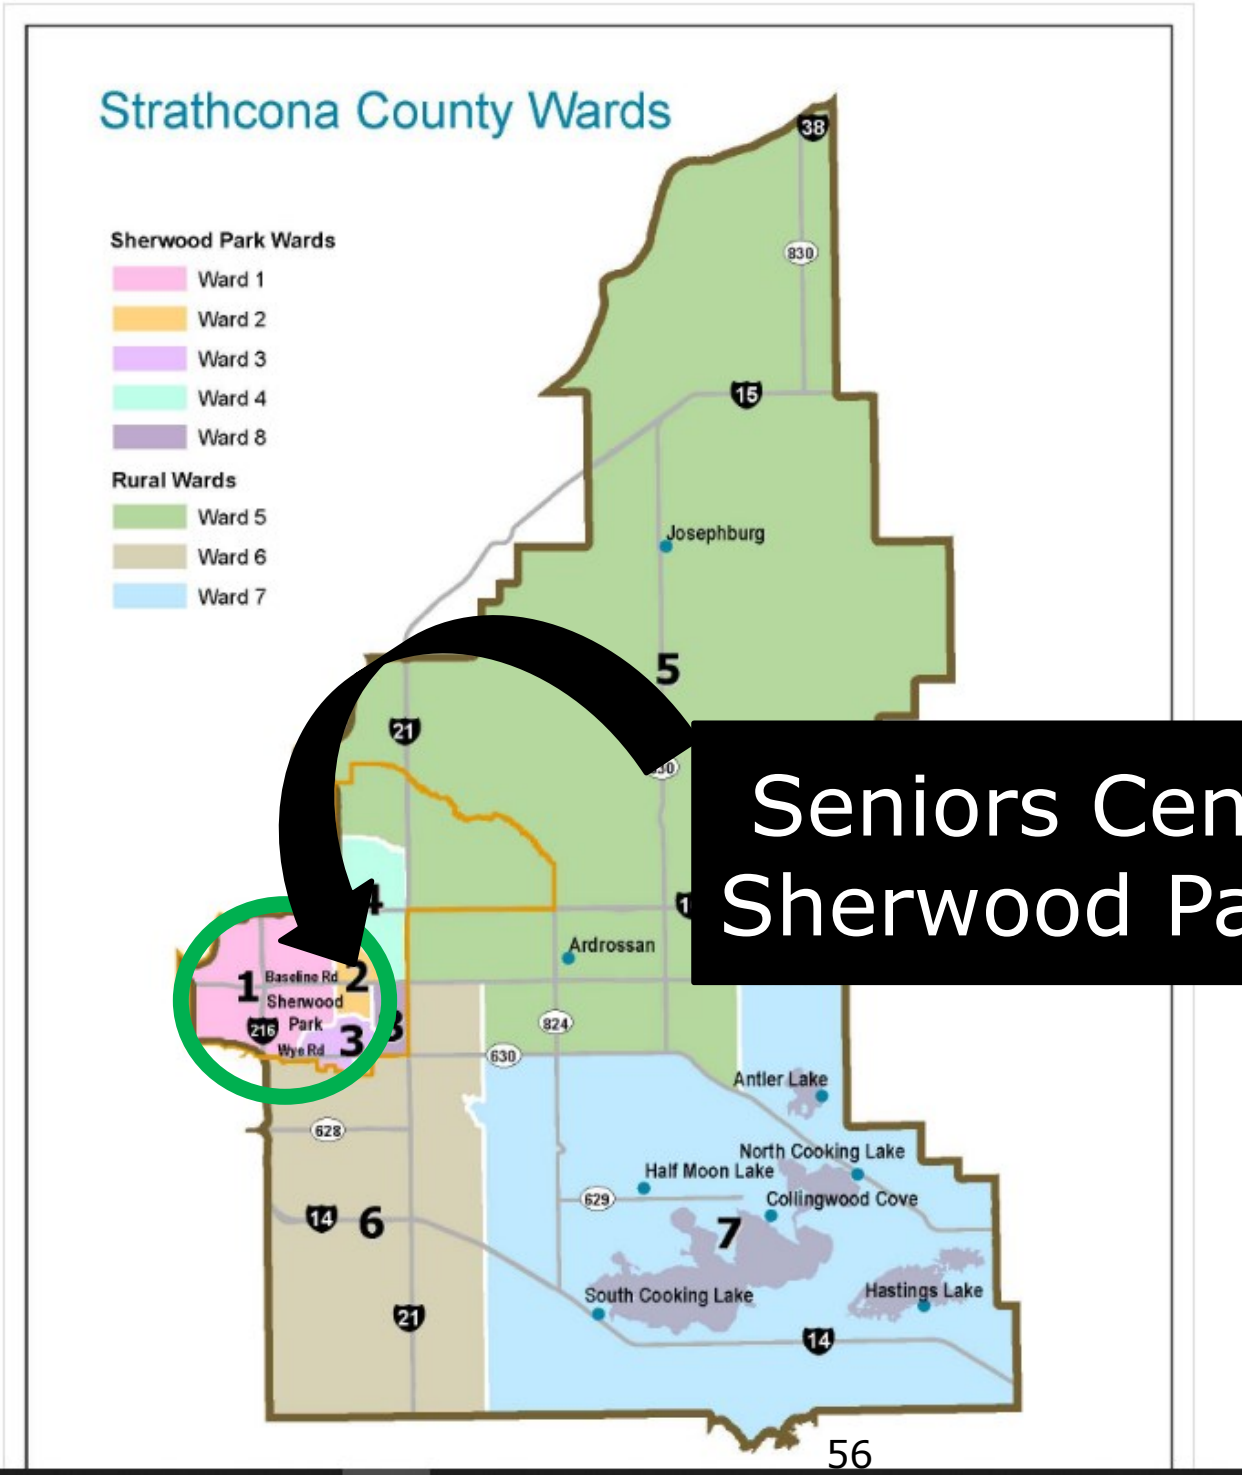 Strathcona County Wards
38
830
Sherwood Park Wards
Ward 1
Ward 2
Ward 3
Ward 4
Ward 8
Rural Wards
Ward 5
Ward 6
Ward 7
15
Josephburg
5
21
Seniors Cen
Sherwood Pa
4
Ardrossan
1
Baseline Rd
2
Sherwood
Park
216
Wye Rd
3
824
630
Antler Lake
628
North Cooking Lake
Half Moon Lake
629
Collingwood Cove
14
6
7
South Cooking Lake
Hastings Lake
21
14
56